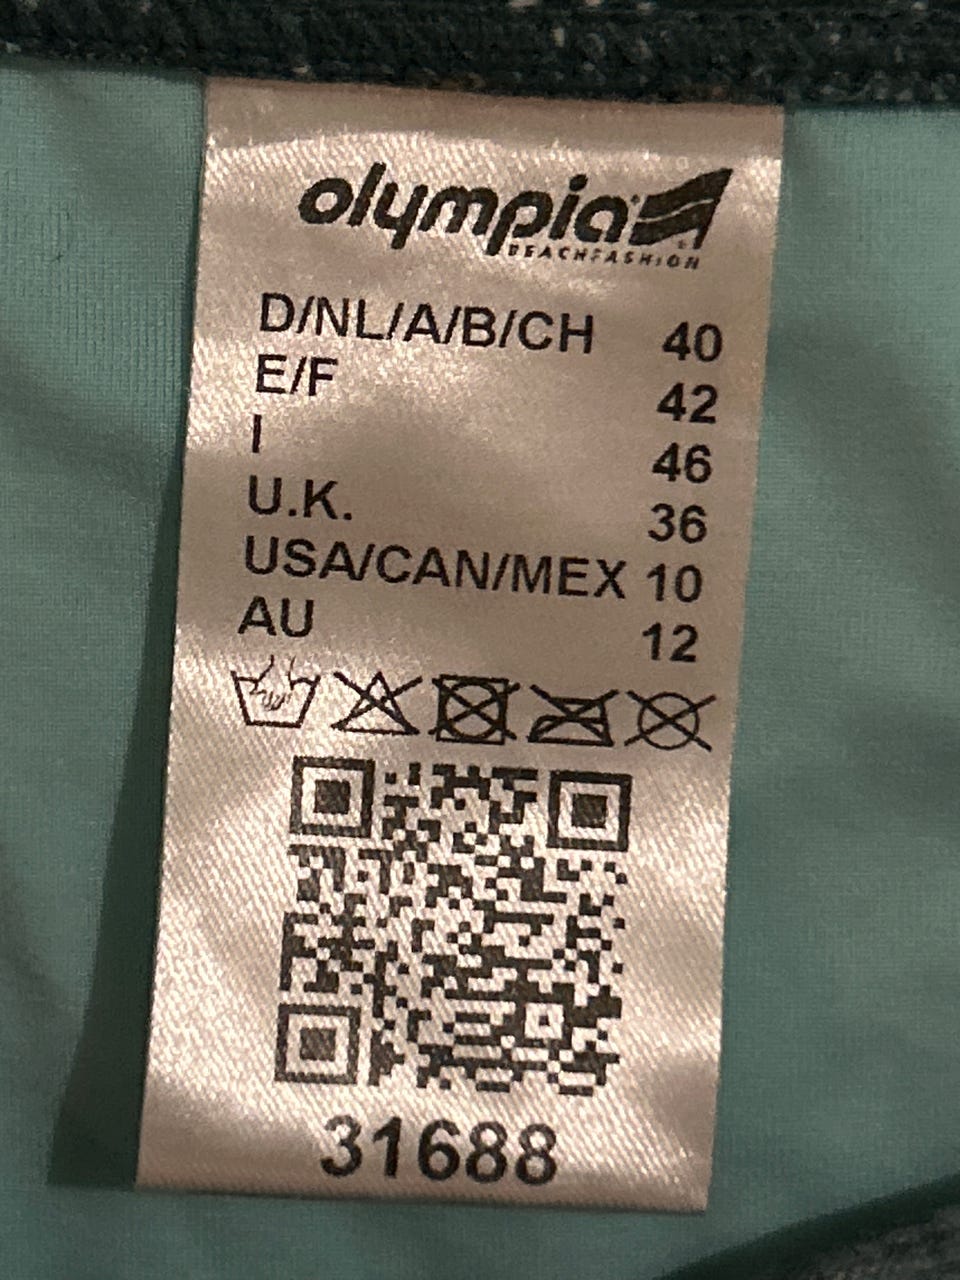 olympia
BEACHFASHION
D/NL/A/B/CH 40
E/F 42
I 46
U.K. 36
USA/CAN/MEX 10
AU 12
31688